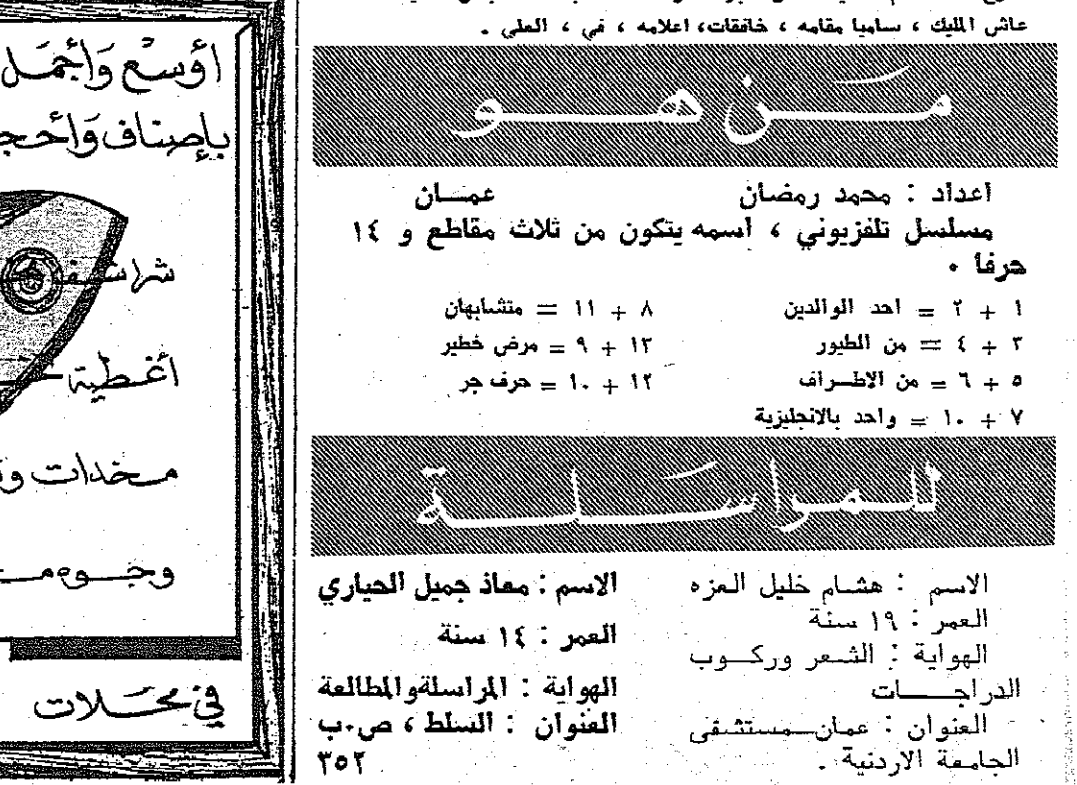 عاش المليك ، ساميا مقامه ، خافقات، اعلامه ، في ، العلى .
من هو
اعداد : محمد رمضان عمان
مسلسل تلفزيوني ، اسمه يتكون من ثلاث مقاطع و ١٤
حرفا .
١ + ٢ = احد الوالدين
٣ + ٤ = من الطيور
٥ + ٦ = من الاطراف
٧ + ١٠ = واحد بالانجليزية
٨ + ١١ = متشابهان
١٣ + ٩ = مرض خطير
١٢ + ١٠ = حرف جر
للمراسلة
الاسم : هشام خليل العزه
العمر : ١٩ سنة
الهواية : الشعر وركوب
الدراجات
العنوان : عمان - مستشفى
الجامعة الاردنية .
الاسم : معاذ جميل الحياري
العمر : ١٤ سنة
الهواية : المراسلة والمطالعة
العنوان : السلط ، ص.ب
٣٥٢
أوسع وأجمل
بإصناف وأحج
شراشف
أغطية
مخدات و
وجوه
في محلات